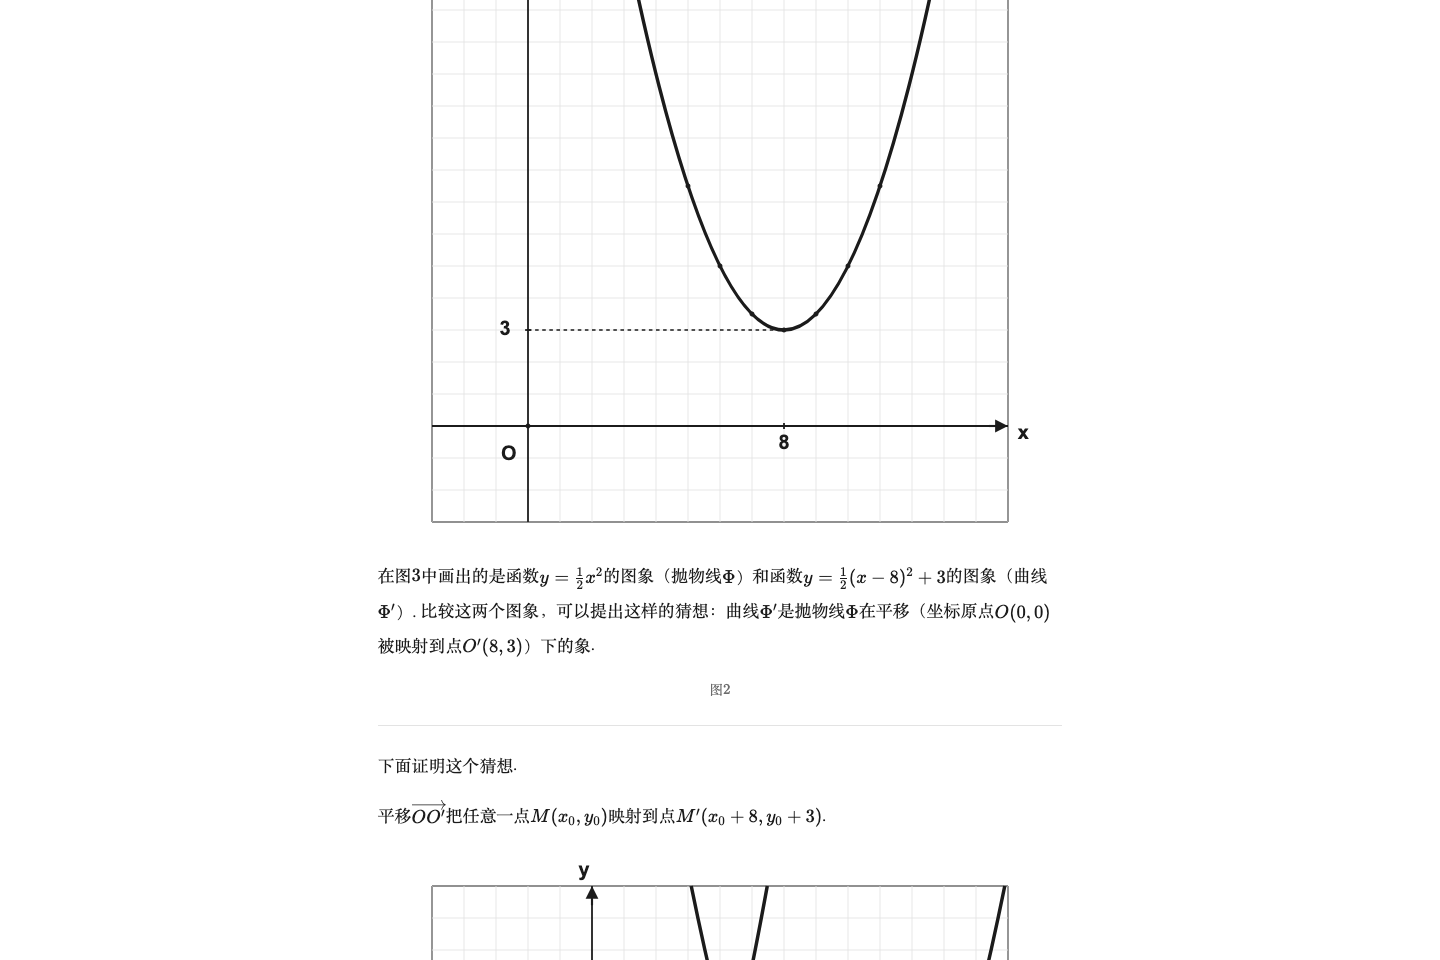 3
8
x
O
在图3中画出的是函数y = 1/2 x²的图象（抛物线Φ）和函数y = 1/2 (x − 8)² + 3的图象（曲线
Φ′）. 比较这两个图象，可以提出这样的猜想：曲线Φ′是抛物线Φ在平移（坐标原点O(0, 0)
被映射到点O′(8, 3)）下的象.
图2
下面证明这个猜想.
平移\overrightarrow{OO′}把任意一点M(x₀, y₀)映射到点M′(x₀ + 8, y₀ + 3).
y